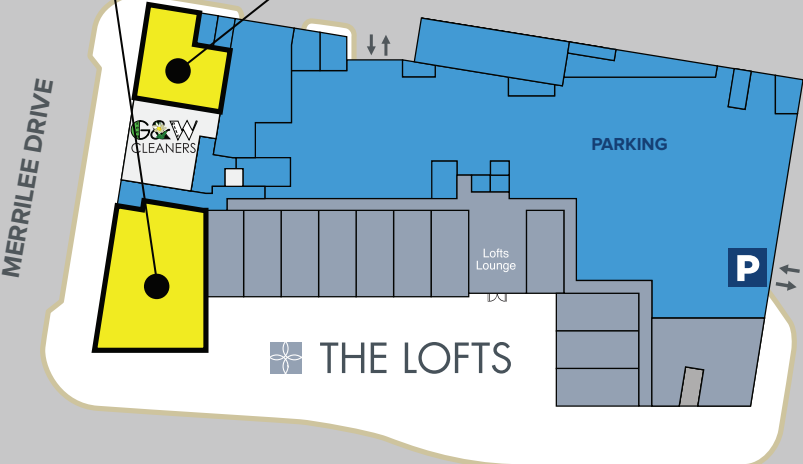 MERRILEE DRIVE
G&W
CLEANERS
PARKING
Lofts
Lounge
P
THE LOFTS